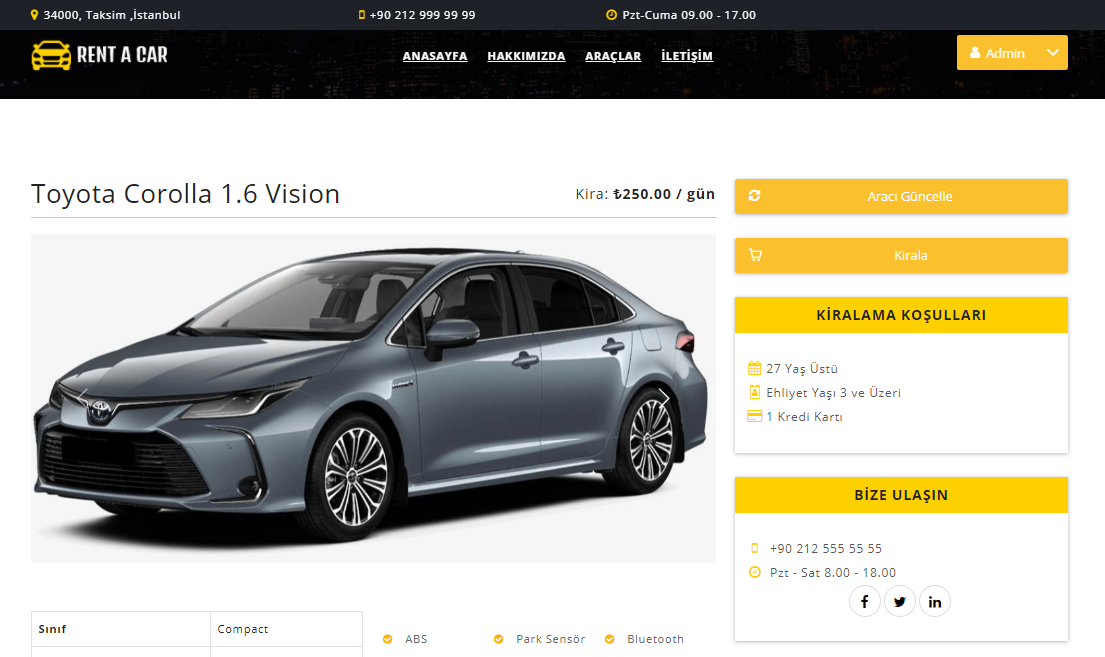 34000, Taksim ,İstanbul
+90 212 999 99 99
Pzt-Cuma 09.00 - 17.00
RENT A CAR
ANASAYFA
HAKKIMIZDA
ARAÇLAR
İLETİŞİM
Admin
Toyota Corolla 1.6 Vision
Kira: ₺250.00 / gün
Aracı Güncelle
Kirala
KİRALAMA KOŞULLARI
27 Yaş Üstü
Ehliyet Yaşı 3 ve Üzeri
1 Kredi Kartı
BİZE ULAŞIN
+90 212 555 55 55
Pzt - Sat 8.00 - 18.00
Sınıf
Compact
ABS
Park Sensör
Bluetooth